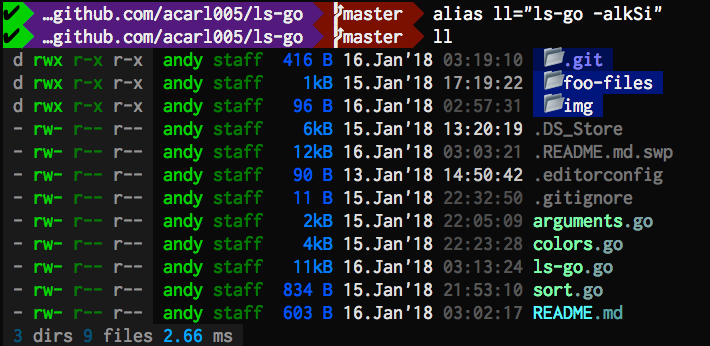 ✔ …github.com/acarl005/ls-go master alias ll="ls-go -alkSi"
✔ …github.com/acarl005/ls-go master ll
d rwx r-x r-x andy staff 416 B 16.Jan'18 03:19:10 .git
d rwx r-x r-x andy staff 1kB 15.Jan'18 17:19:22 foo-files
d rwx r-x r-x andy staff 96 B 16.Jan'18 02:57:31 img
- rw- r-- r-- andy staff 6kB 15.Jan'18 13:20:19 .DS_Store
- rw- r-- r-- andy staff 12kB 16.Jan'18 03:03:21 .README.md.swp
- rw- r-- r-- andy staff 90 B 13.Jan'18 14:50:42 .editorconfig
- rw- r-- r-- andy staff 11 B 15.Jan'18 22:32:50 .gitignore
- rw- r-- r-- andy staff 2kB 15.Jan'18 22:05:09 arguments.go
- rw- r-- r-- andy staff 4kB 15.Jan'18 22:23:28 colors.go
- rw- r-- r-- andy staff 11kB 16.Jan'18 03:13:24 ls-go.go
- rw- r-- r-- andy staff 834 B 15.Jan'18 21:53:10 sort.go
- rw- r-- r-- andy staff 603 B 16.Jan'18 03:02:17 README.md
3 dirs 9 files 2.66 ms